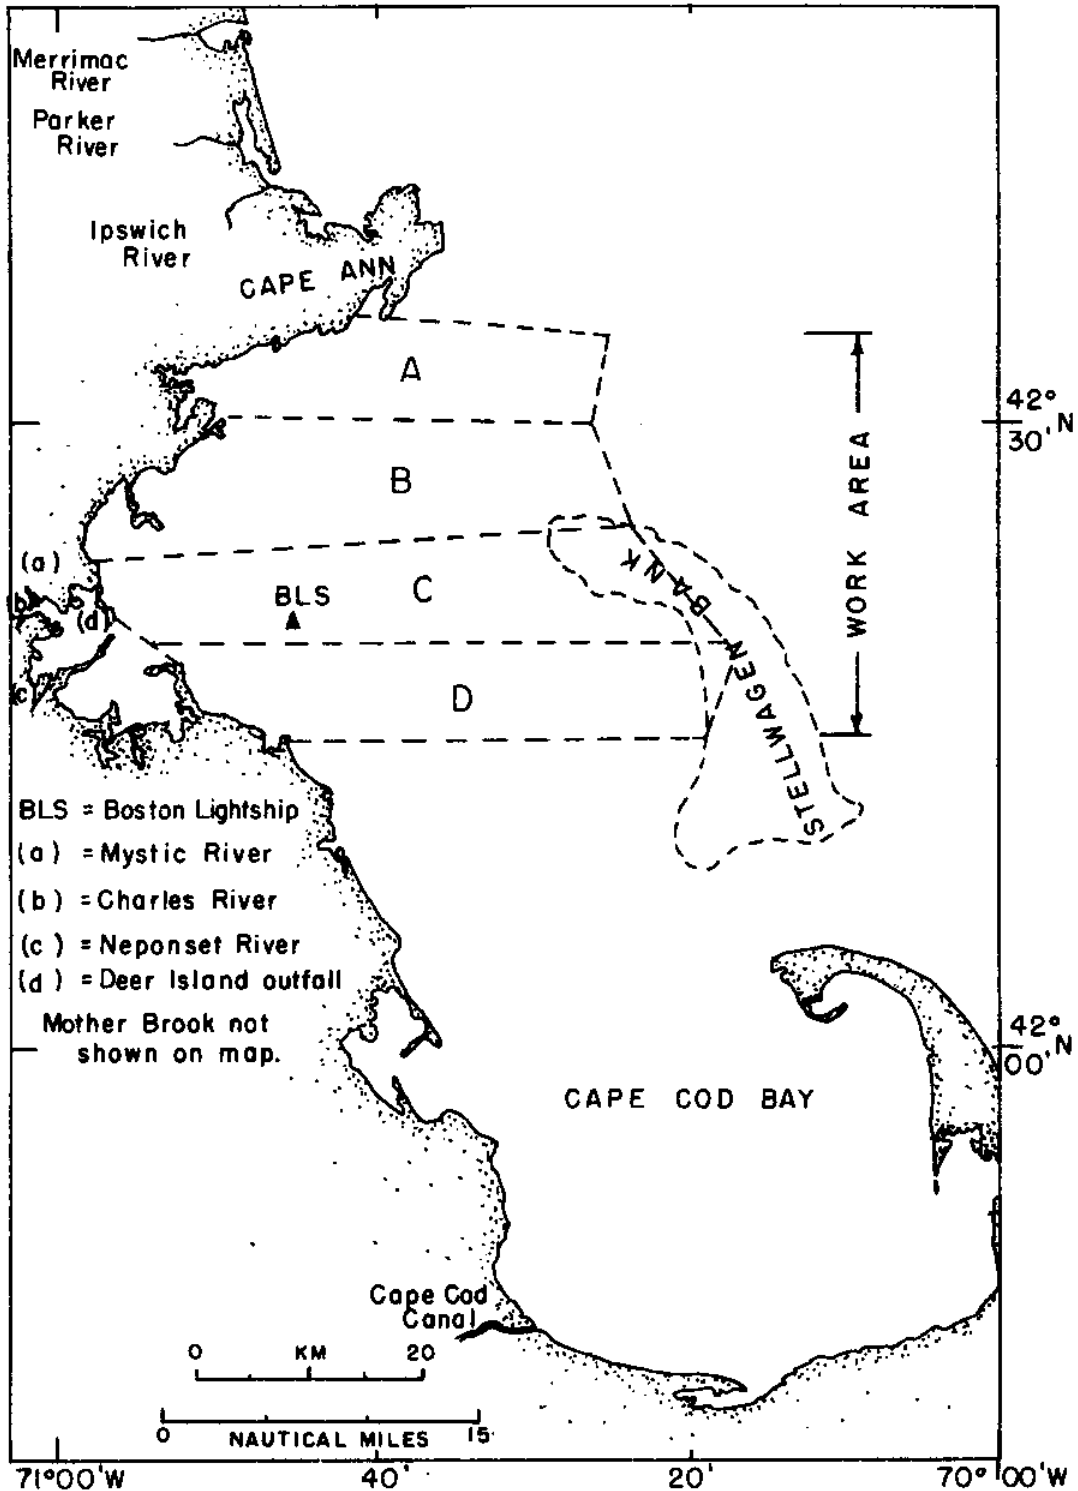 Merrimac
River
Parker
River
Ipswich
River
CAPE ANN
A
42°
30' N
B
WORK AREA
(a)
BANK
C
BLS
(b)
(d)
STELLWAGEN
(c)
D
BLS = Boston Lightship
(a) = Mystic River
(b) = Charles River
(c) = Neponset River
(d) = Deer Island outfall
Mother Brook not
shown on map.
42°
00' N
CAPE COD BAY
Cape Cod
Canal
0 KM 20
0 NAUTICAL MILES 15
71°00'W 40' 20' 70°00'W